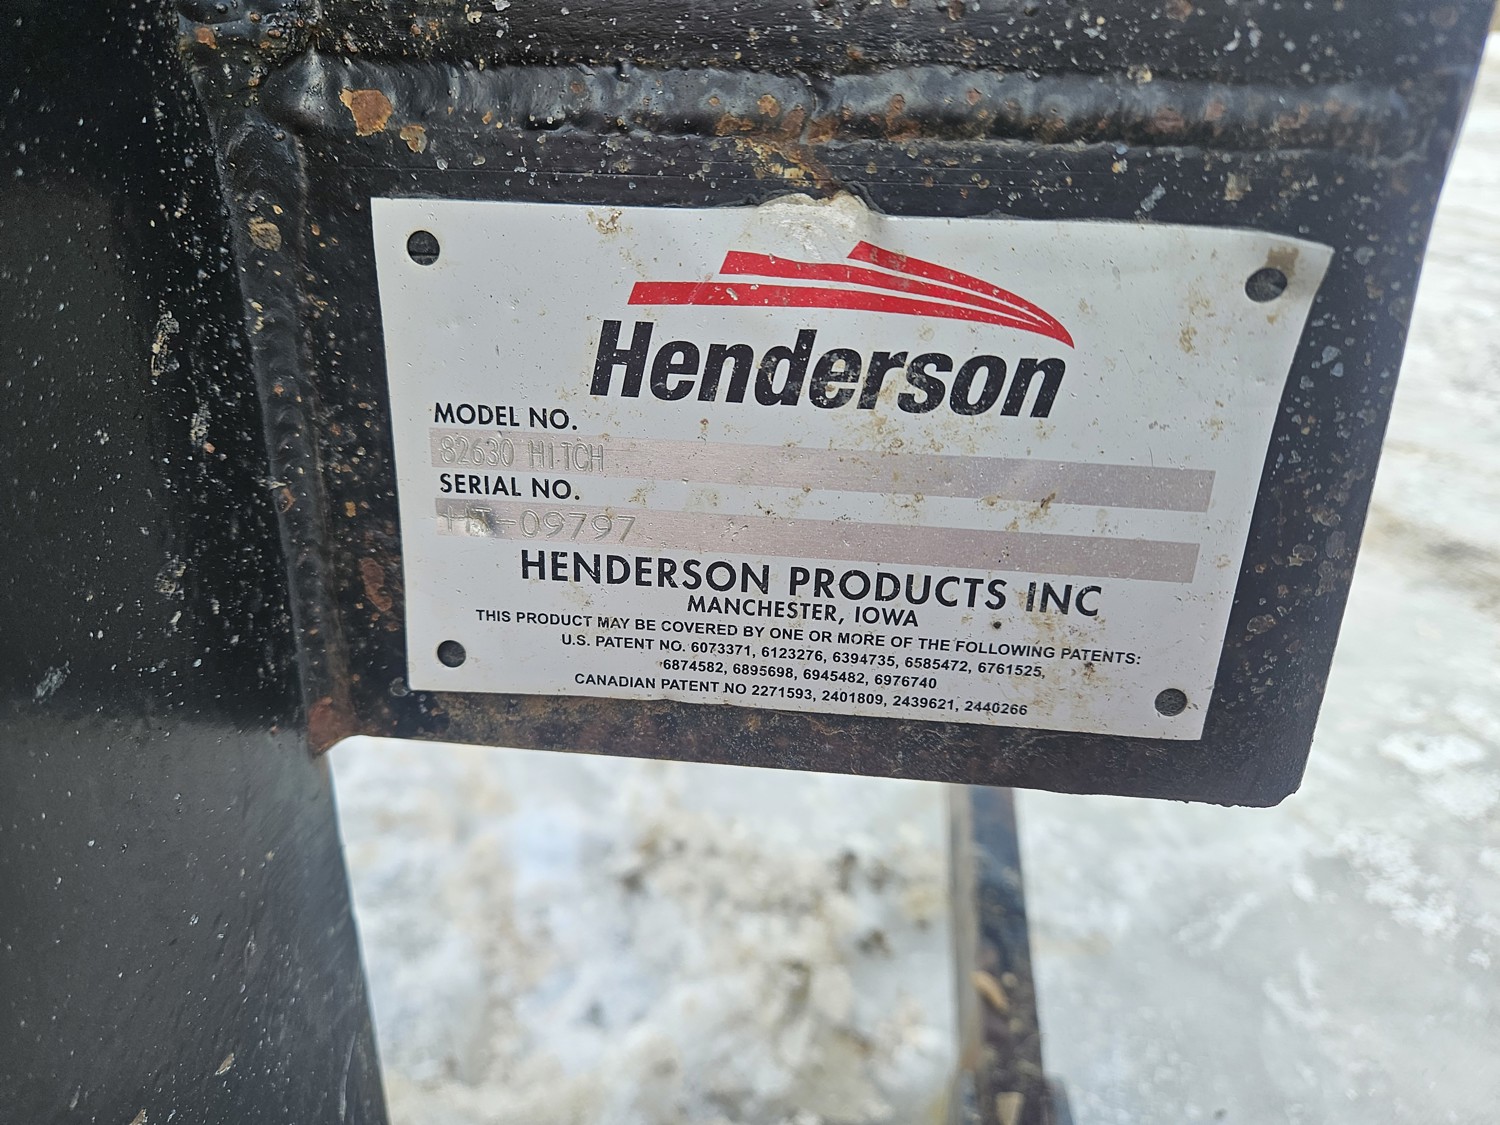 Henderson
MODEL NO.
82630 HITCH
SERIAL NO.
HT-09797
HENDERSON PRODUCTS INC
MANCHESTER, IOWA
THIS PRODUCT MAY BE COVERED BY ONE OR MORE OF THE FOLLOWING PATENTS:
U.S. PATENT NO. 6073371, 6123276, 6394735, 6585472, 6761525,
6874582, 6895698, 6945482, 6976740
CANADIAN PATENT NO 2271593, 2401809, 2439621, 2440266